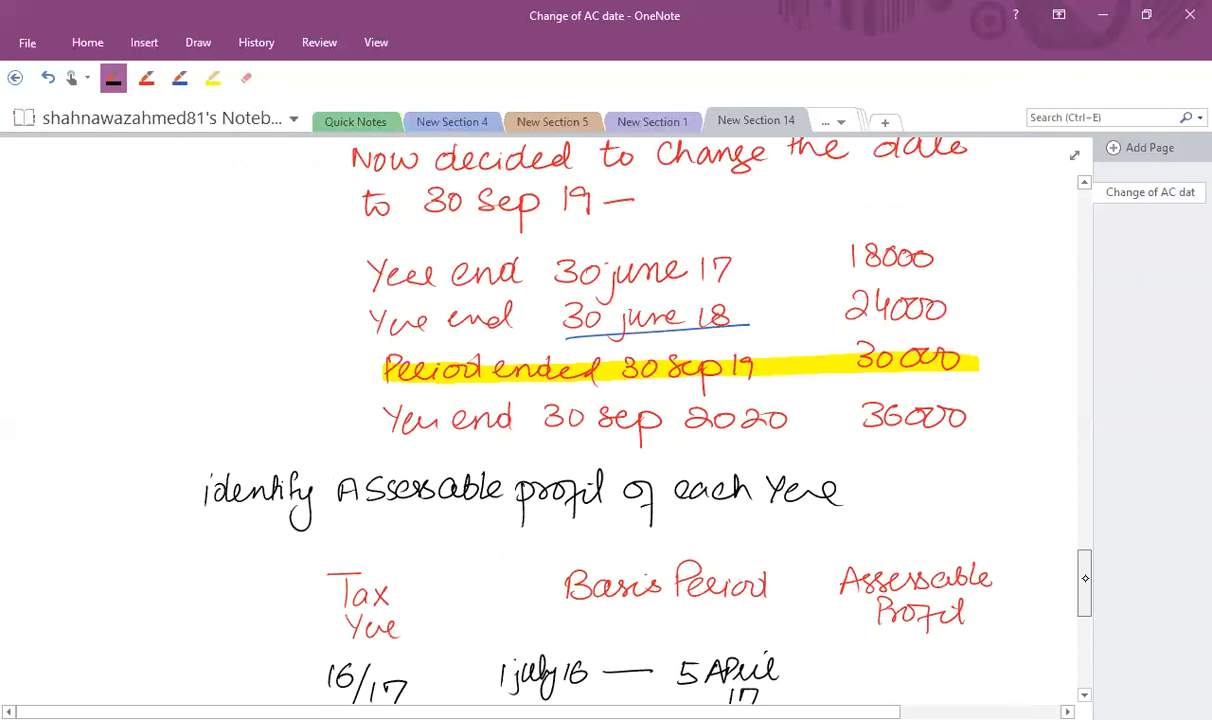 Change of AC date - OneNote
?
File Home Insert Draw History Review View
shahnawazahmed81's Noteb... Quick Notes New Section 4 New Section 5 New Section 1 New Section 14 ... + Search (Ctrl+E)
Add Page
Change of AC dat
Now decided to Change the date
to 30 Sep 19 —
Year end 30 june 17 18000
Year end 30 june 18 24000
Period ended 30 Sep 19 30000
Year end 30 Sep 2020 36000
identify Assessable profit of each Year
Tax Basis Period Assessable
Year Profit
16/17 1 july 16 — 5 April
17